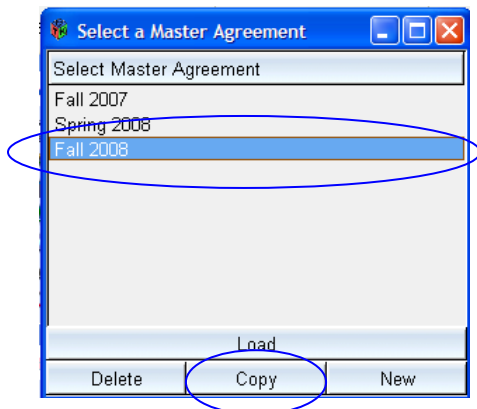 Select a Master Agreement
Select Master Agreement
Fall 2007
Spring 2008
Fall 2008
Load
Delete Copy New